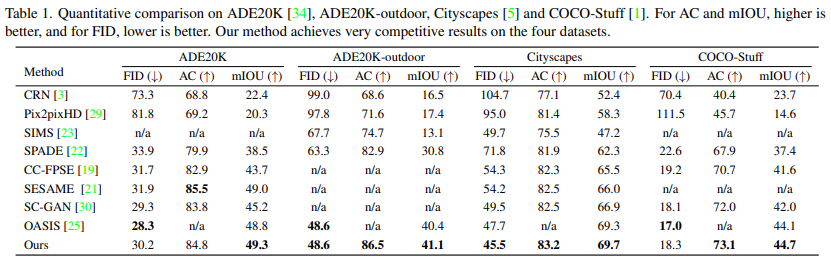 Table 1. Quantitative comparison on ADE20K [34], ADE20K-outdoor, Cityscapes [5] and COCO-Stuff [1]. For AC and mIOU, higher is
better, and for FID, lower is better. Our method achieves very competitive results on the four datasets.
Method ADE20K ADE20K-outdoor Cityscapes COCO-Stuff
FID (↓) AC (↑) mIOU (↑) FID (↓) AC (↑) mIOU (↑) FID (↓) AC (↑) mIOU (↑) FID (↓) AC (↑) mIOU (↑)
CRN [3] 73.3 68.8 22.4 99.0 68.6 16.5 104.7 77.1 52.4 70.4 40.4 23.7
Pix2pixHD [29] 81.8 69.2 20.3 97.8 71.6 17.4 95.0 81.4 58.3 111.5 45.7 14.6
SIMS [23] n/a n/a n/a 67.7 74.7 13.1 49.7 75.5 47.2 n/a n/a n/a
SPADE [22] 33.9 79.9 38.5 63.3 82.9 30.8 71.8 81.9 62.3 22.6 67.9 37.4
CC-FPSE [19] 31.7 82.9 43.7 n/a n/a n/a 54.3 82.3 65.5 19.2 70.7 41.6
SESAME [21] 31.9 85.5 49.0 n/a n/a n/a 54.2 82.5 66.0 n/a n/a n/a
SC-GAN [30] 29.3 83.8 45.2 n/a n/a n/a 49.5 82.5 66.9 18.1 72.0 42.0
OASIS [25] 28.3 n/a 48.8 48.6 n/a 40.4 47.7 n/a 69.3 17.0 n/a 44.1
Ours 30.2 84.8 49.3 48.6 86.5 41.1 45.5 83.2 69.7 18.3 73.1 44.7